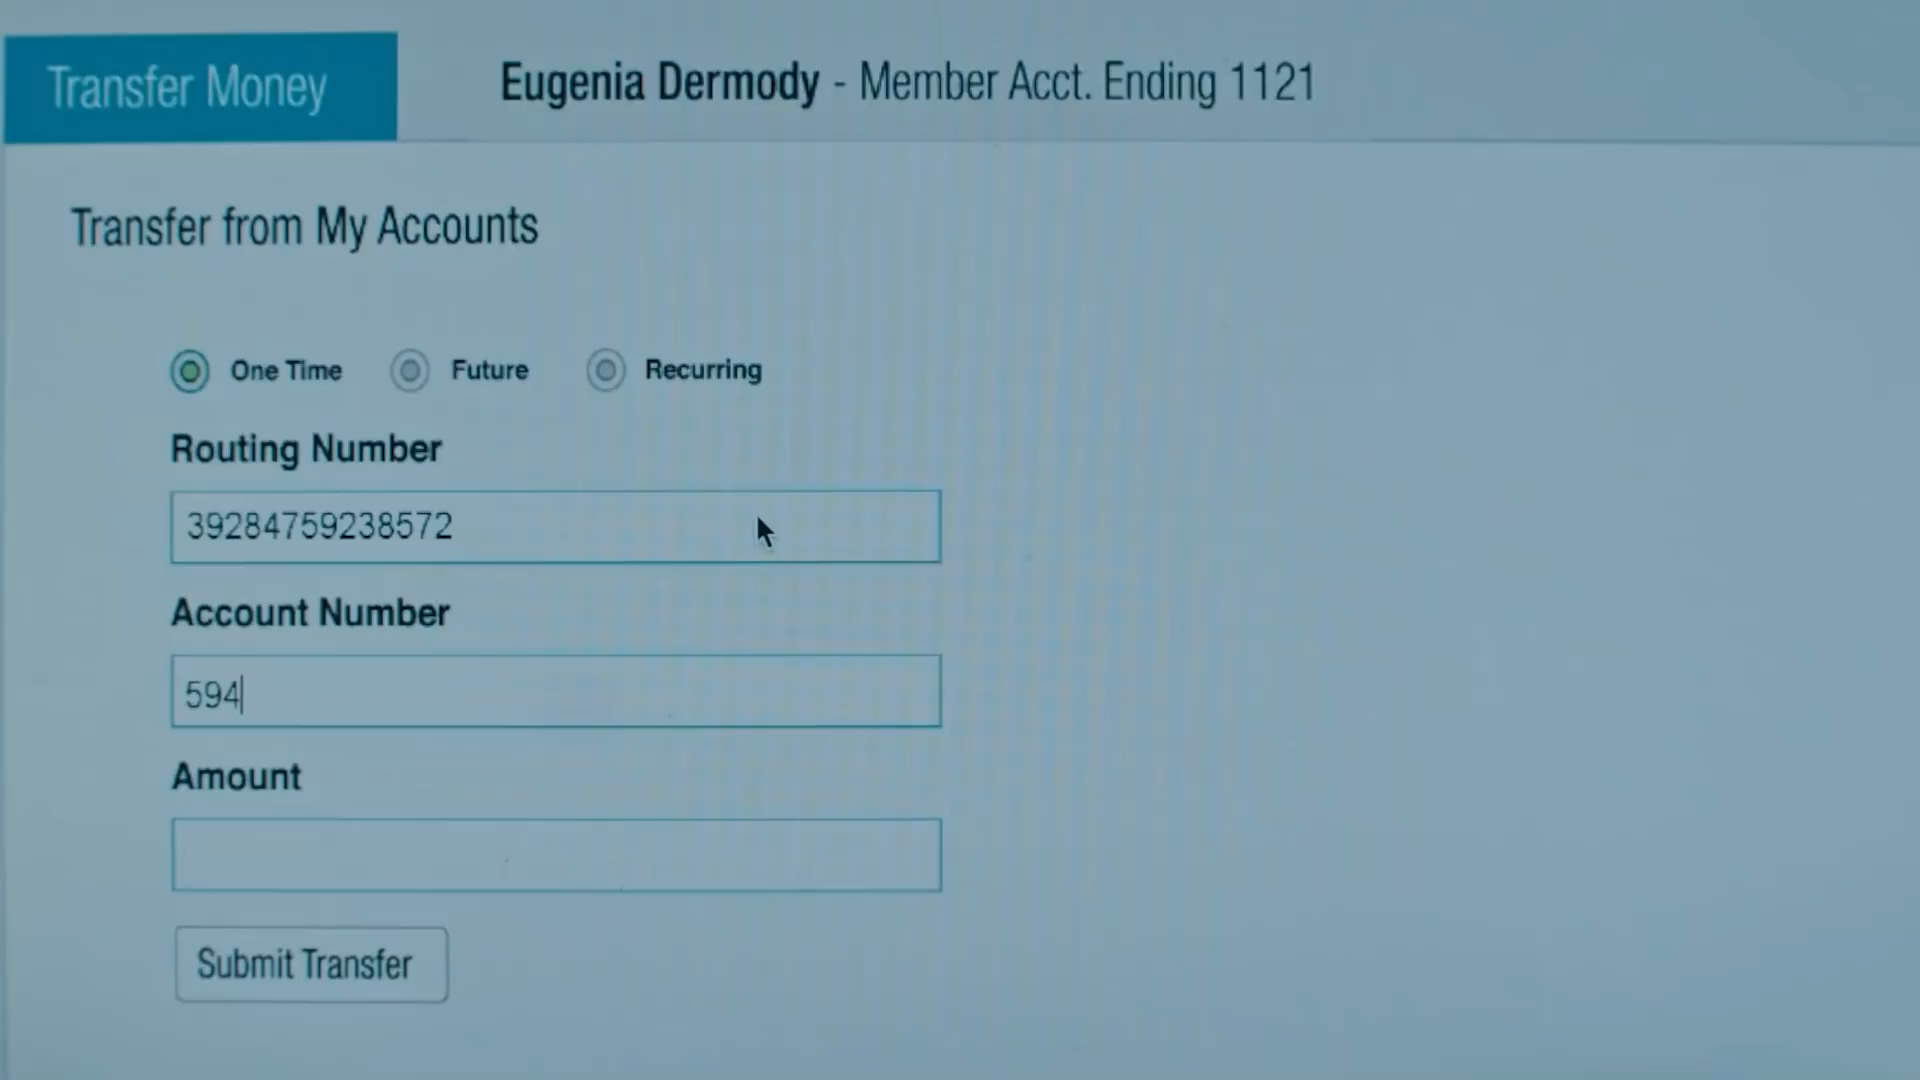 Transfer Money
Eugenia Dermody - Member Acct. Ending 1121
Transfer from My Accounts
One Time Future Recurring
Routing Number
39284759238572
Account Number
594
Amount
Submit Transfer